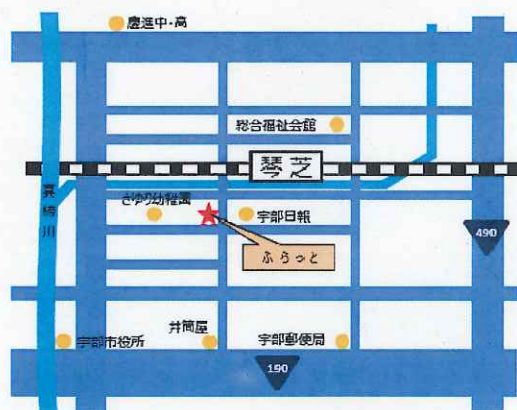 慶進中・高
総合福祉会館
琴芝
真締川
さゆり幼稚園
宇部日報
ふらっと
490
井筒屋
宇部市役所
宇部郵便局
190